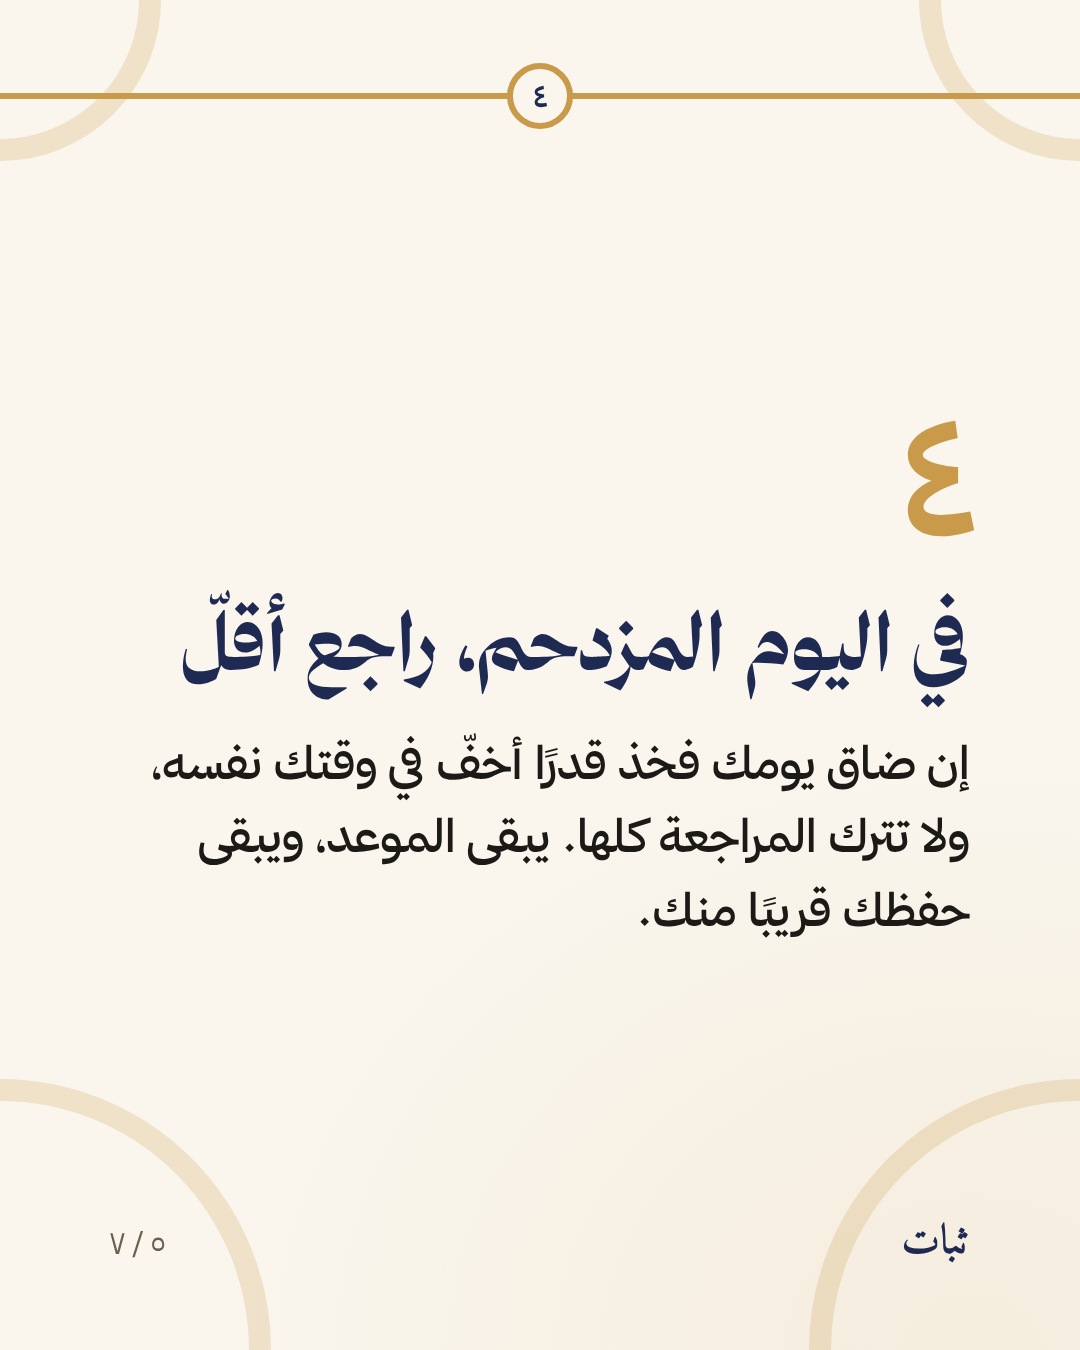 ٤
٤
في اليوم المزدحم، راجع أقلّ
إن ضاق يومك فخذ قدرًا أخفّ في وقتك نفسه،
ولا تترك المراجعة كلها. يبقى الموعد، ويبقى
حفظك قريبًا منك.
ثبات
٥ / ٧